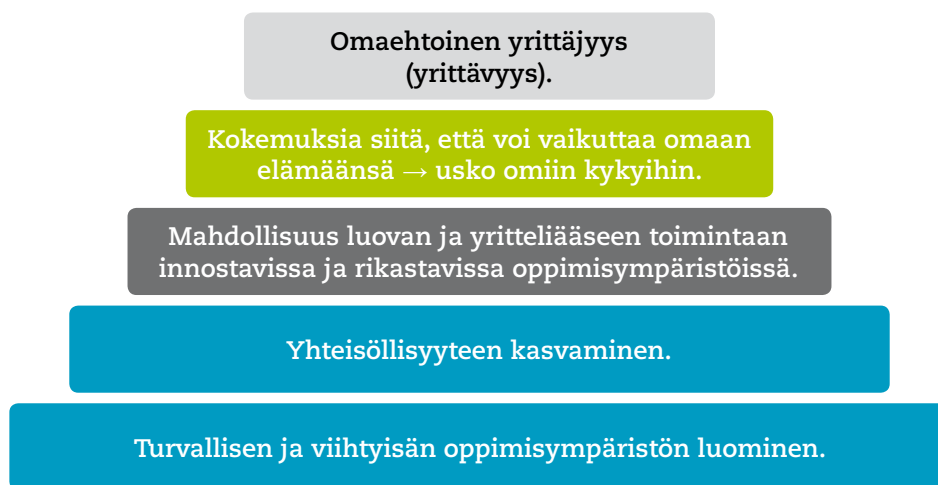 Omaehtoinen yrittäjyys
(yrittävyys).
Kokemuksia siitä, että voi vaikuttaa omaan
elämäänsä → usko omiin kykyihin.
Mahdollisuus luovan ja yritteliääseen toimintaan
innostavissa ja rikastavissa oppimisympäristöissä.
Yhteisöllisyyteen kasvaminen.
Turvallisen ja viihtyisän oppimisympäristön luominen.